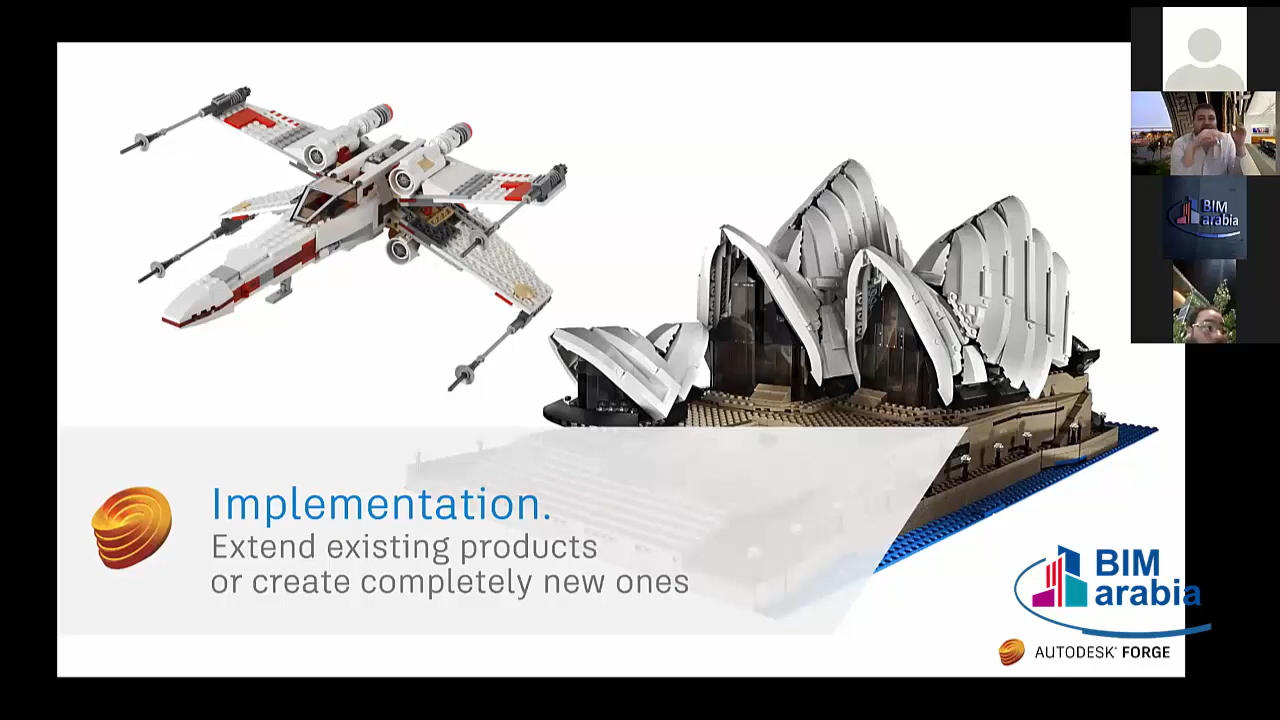 BIM
arabia
Implementation.
Extend existing products
or create completely new ones
BIM
arabia
AUTODESK® FORGE